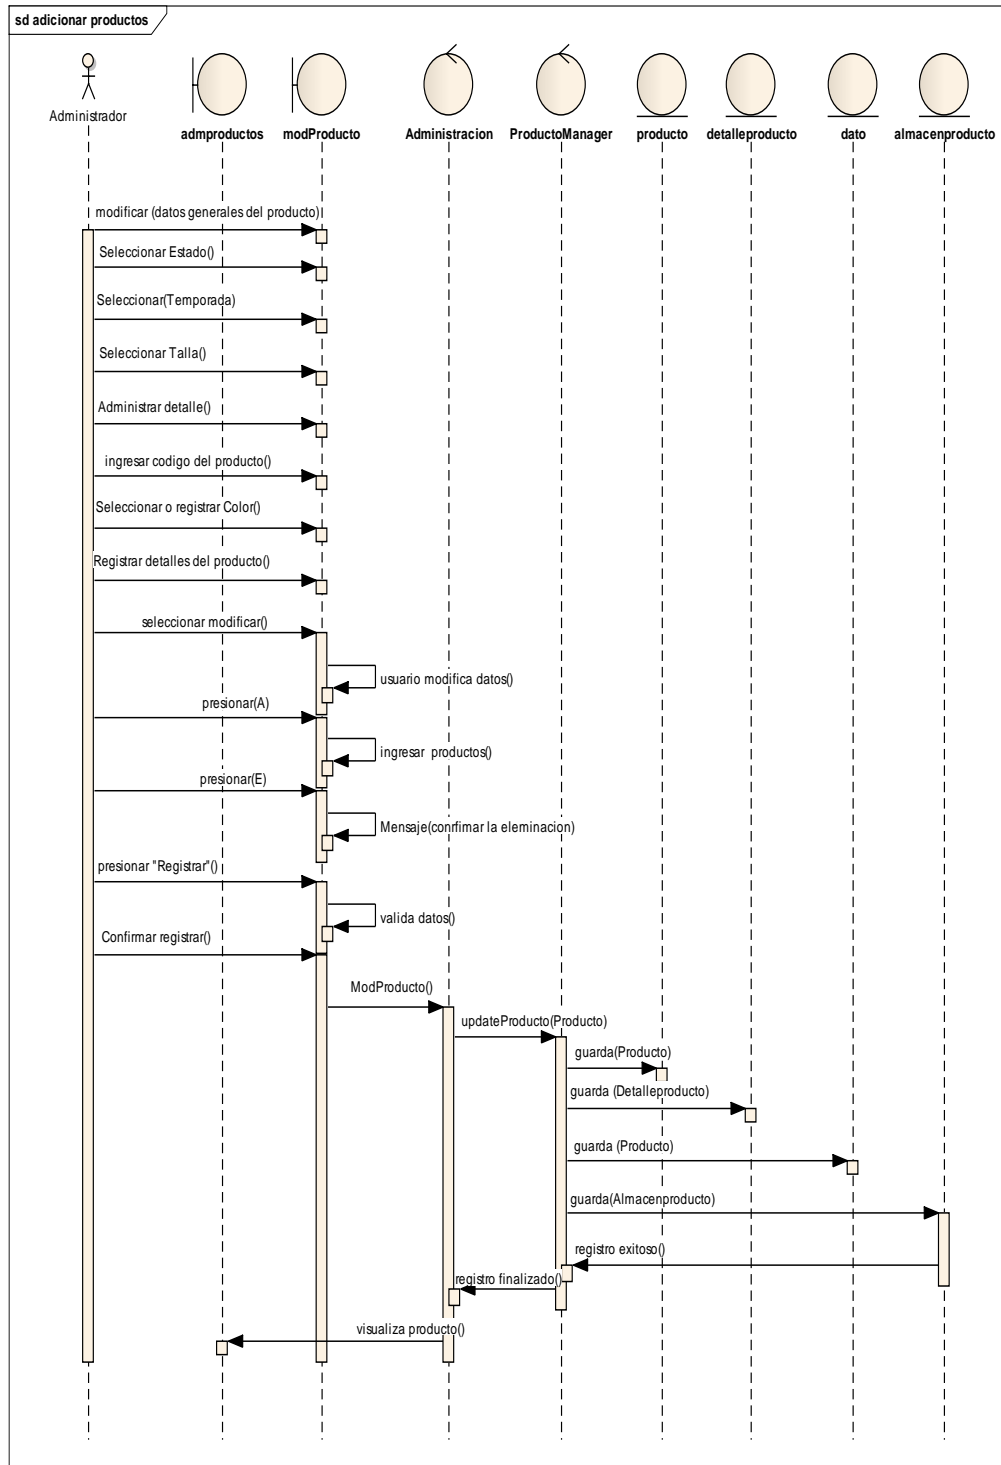 sd adicionar productos
Administrador
admproductos
modProducto
Administracion
ProductoManager
producto
detalleproducto
dato
almacenproducto
modificar (datos generales del producto)
Seleccionar Estado()
Seleccionar(Temporada)
Seleccionar Talla()
Administrar detalle()
ingresar codigo del producto()
Seleccionar o registrar Color()
Registrar detalles del producto()
seleccionar modificar()
usuario modifica datos()
presionar(A)
ingresar productos()
presionar(E)
Mensaje(conrfimar la eleminacion)
presionar "Registrar"()
valida datos()
Confirmar registrar()
ModProducto()
updateProducto(Producto)
guarda(Producto)
guarda (Detalleproducto)
guarda (Producto)
guarda(Almacenproducto)
registro exitoso()
registro finalizado()
visualiza producto()